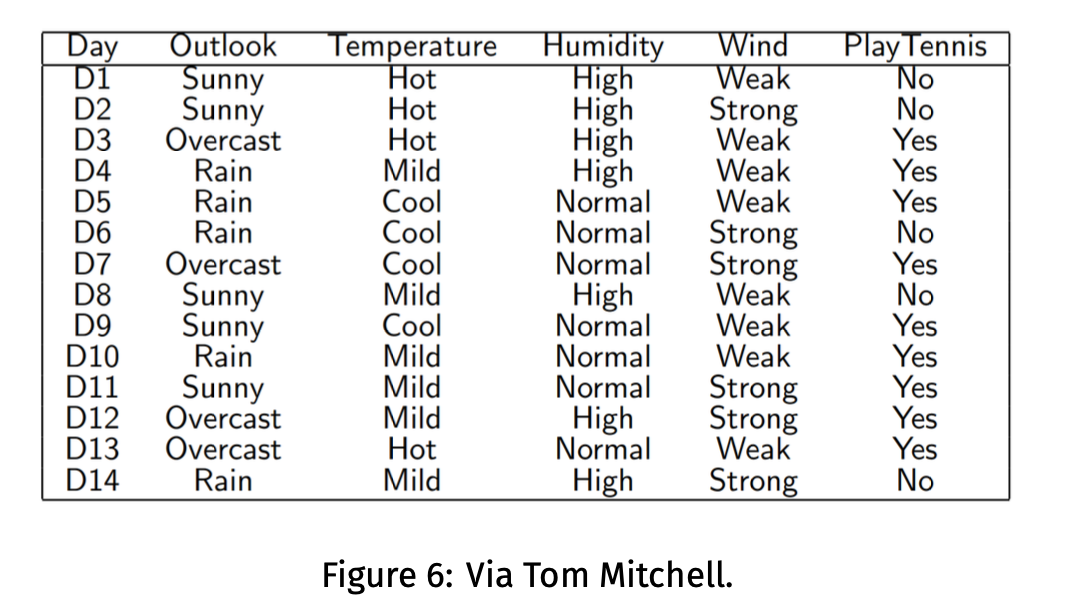 Day Outlook Temperature Humidity Wind PlayTennis
D1 Sunny Hot High Weak No
D2 Sunny Hot High Strong No
D3 Overcast Hot High Weak Yes
D4 Rain Mild High Weak Yes
D5 Rain Cool Normal Weak Yes
D6 Rain Cool Normal Strong No
D7 Overcast Cool Normal Strong Yes
D8 Sunny Mild High Weak No
D9 Sunny Cool Normal Weak Yes
D10 Rain Mild Normal Weak Yes
D11 Sunny Mild Normal Strong Yes
D12 Overcast Mild High Strong Yes
D13 Overcast Hot Normal Weak Yes
D14 Rain Mild High Strong No
Figure 6: Via Tom Mitchell.